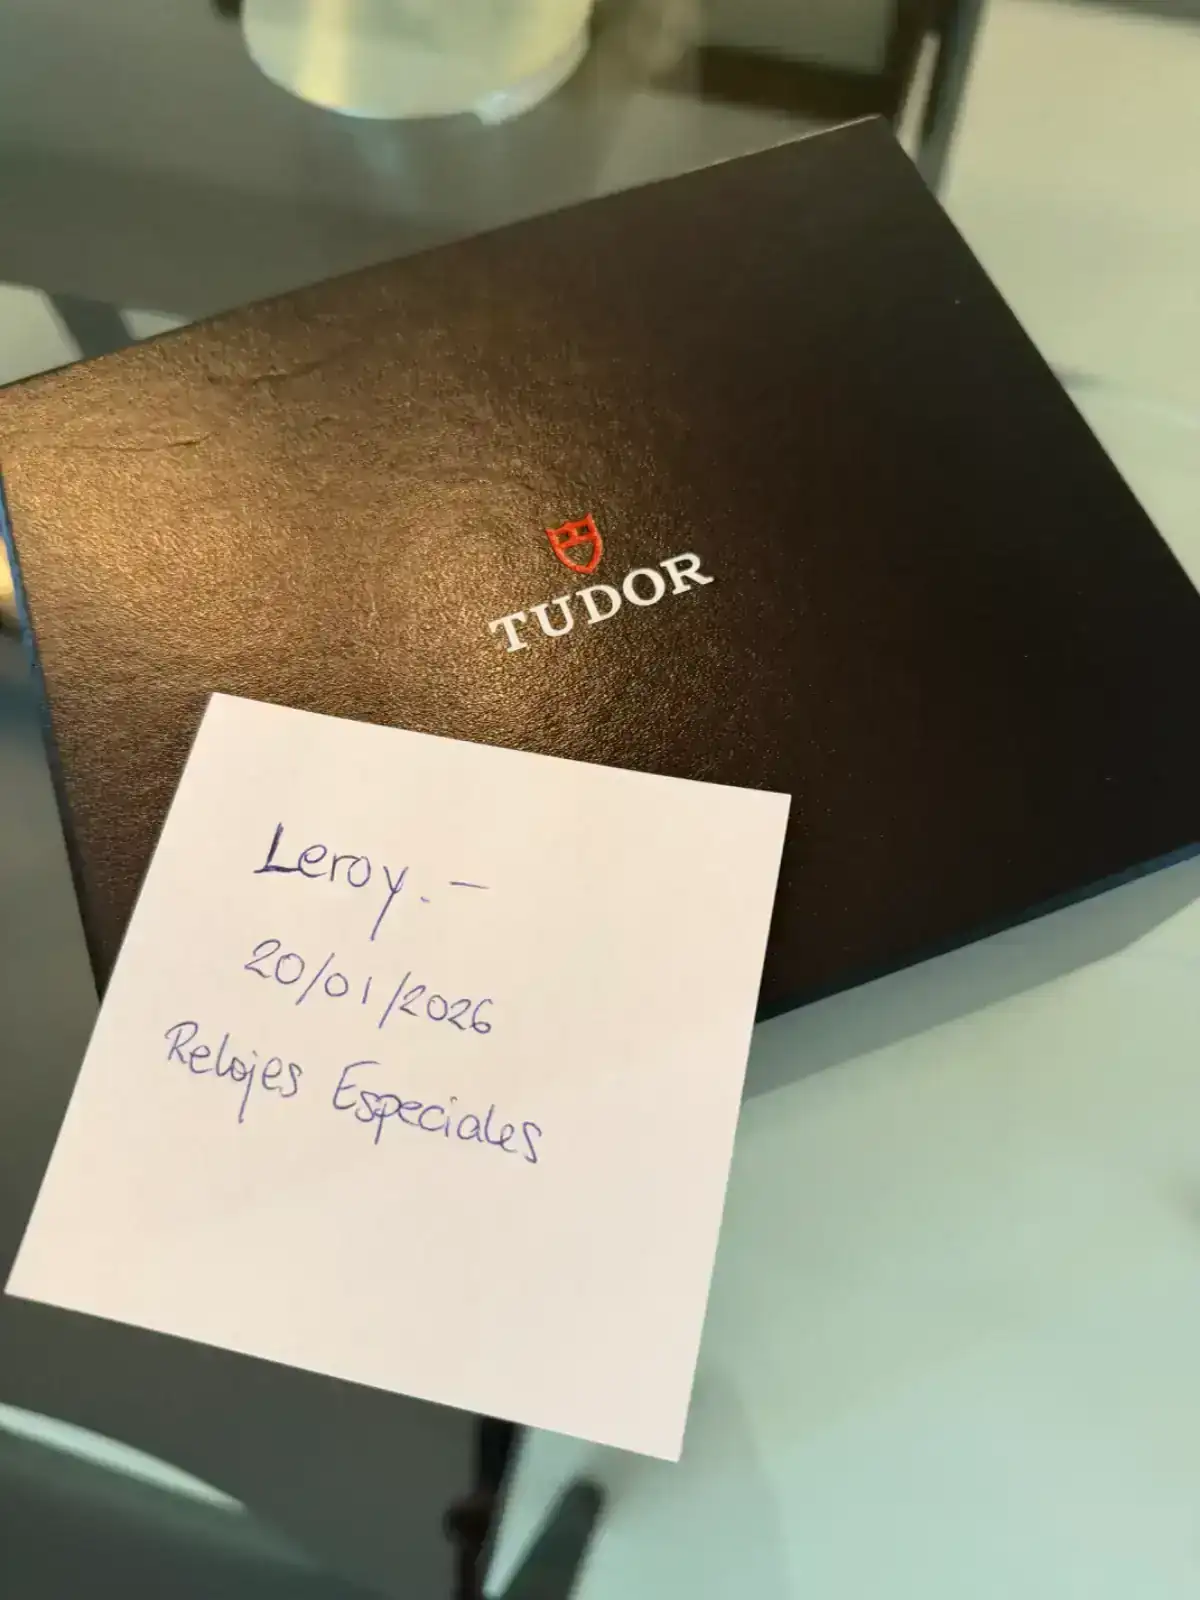 TUDOR
Leroy.-
20/01/2026
Relojes Especiales